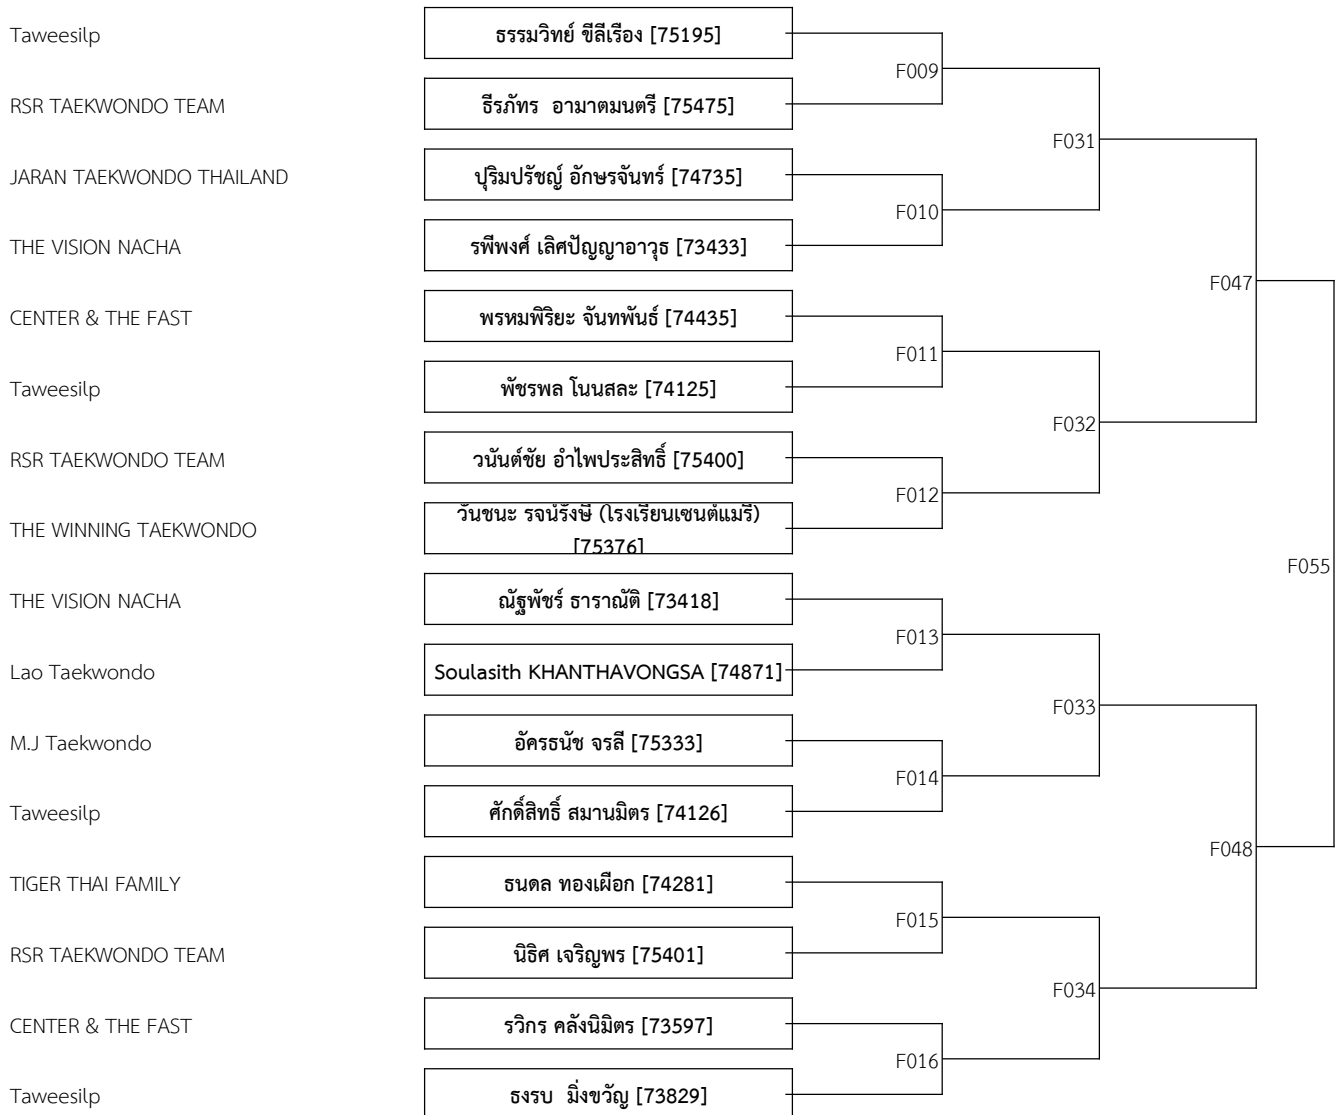 Taweesilp
ธรรมวิทย์ ขีลีเรือง [75195]
F009
RSR TAEKWONDO TEAM
ธีรภัทร อามาตมนตรี [75475]
F031
JARAN TAEKWONDO THAILAND
ปุริมปรัชญ์ อักษรจันทร์ [74735]
F010
THE VISION NACHA
รพีพงศ์ เลิศปัญญาอาวุธ [73433]
F047
CENTER & THE FAST
พรหมพิริยะ จันทพันธ์ [74435]
F011
Taweesilp
พัชรพล โนนสละ [74125]
F032
RSR TAEKWONDO TEAM
วนันต์ชัย อำไพประสิทธิ์ [75400]
F012
THE WINNING TAEKWONDO
วันชนะ รจน์รังษี (โรงเรียนเซนต์แมรี่)
[75376]
F055
THE VISION NACHA
ณัฐพัชร์ ธาราณัติ [73418]
F013
Lao Taekwondo
Soulasith KHANTHAVONGSA [74871]
F033
M.J Taekwondo
อัครธนัช จรลี [75333]
F014
Taweesilp
ศักดิ์สิทธิ์ สมานมิตร [74126]
F048
TIGER THAI FAMILY
ธนดล ทองเผือก [74281]
F015
RSR TAEKWONDO TEAM
นิธิศ เจริญพร [75401]
F034
CENTER & THE FAST
รวิกร คลังนิมิตร [73597]
F016
Taweesilp
ธงรบ มิ่งขวัญ [73829]